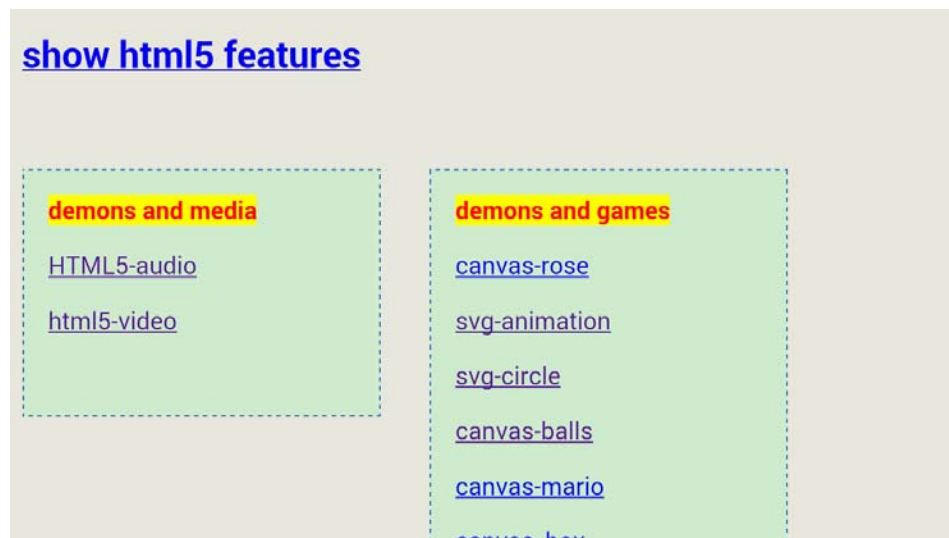 show html5 features
demons and media
HTML5-audio
html5-video
demons and games
canvas-rose
svg-animation
svg-circle
canvas-balls
canvas-mario